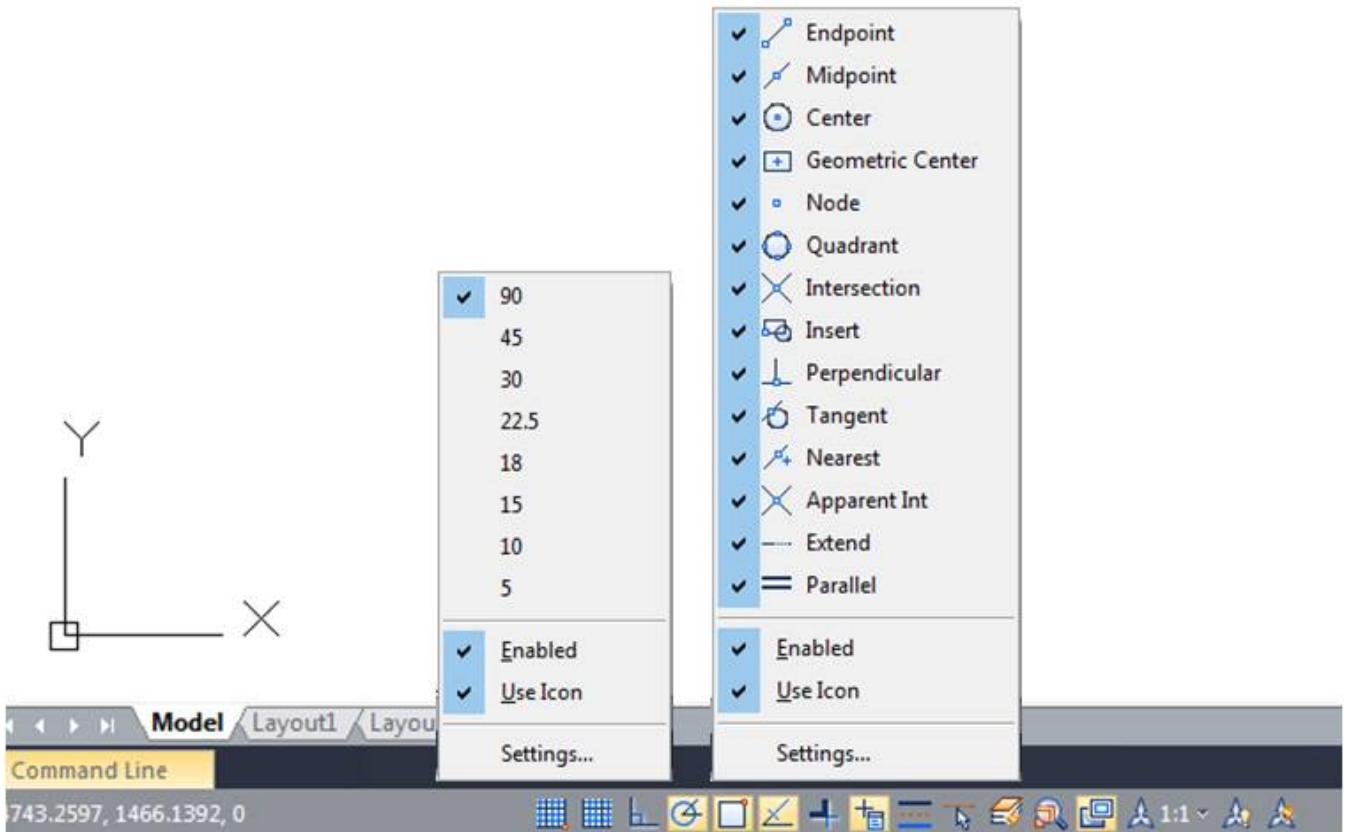 Endpoint
Midpoint
Center
Geometric Center
Node
Quadrant
Intersection
Insert
Perpendicular
Tangent
Nearest
Apparent Int
Extend
Parallel
Enabled
Use Icon
Settings...
90
45
30
22.5
18
15
10
5
Enabled
Use Icon
Settings...
Y
X
Model Layout1 Layou
Command Line
743.2597, 1466.1392, 0
1:1